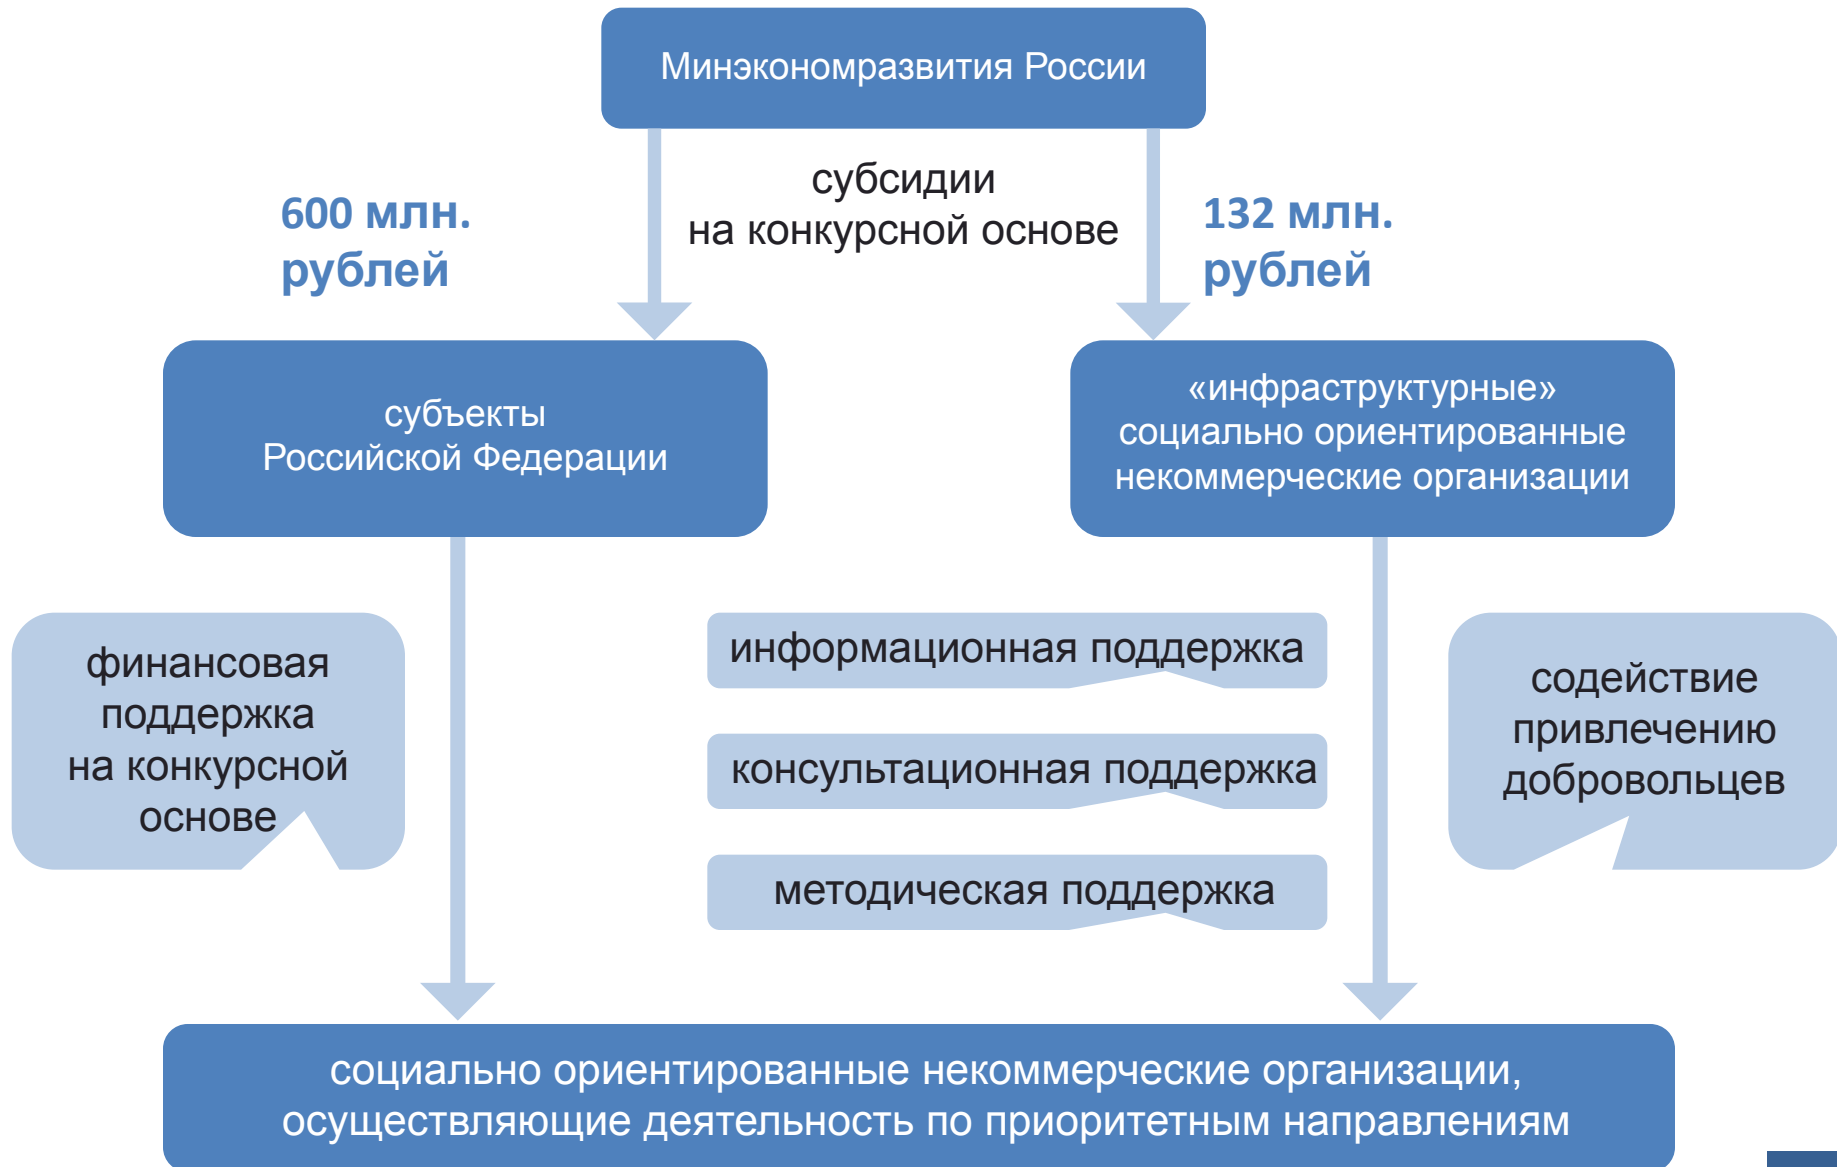 Минэкономразвития России
субсидии
на конкурсной основе
600 млн.
рублей
132 млн.
рублей
субъекты
Российской Федерации
«инфраструктурные»
социально ориентированные
некоммерческие организации
финансовая
поддержка
на конкурсной
основе
информационная поддержка
консультационная поддержка
методическая поддержка
содействие
привлечению
добровольцев
социально ориентированные некоммерческие организации,
осуществляющие деятельность по приоритетным направлениям